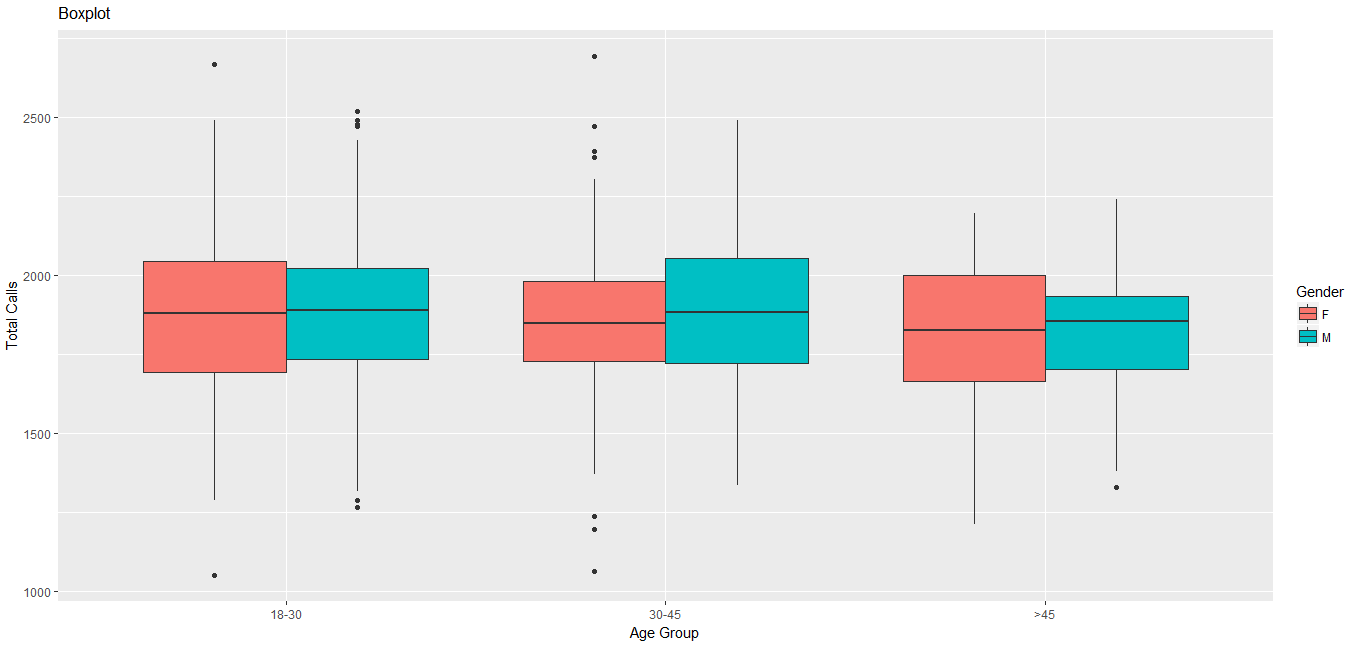 Boxplot
2500
2000
1500
1000
Total Calls
18-30
30-45
>45
Age Group
Gender
F
M